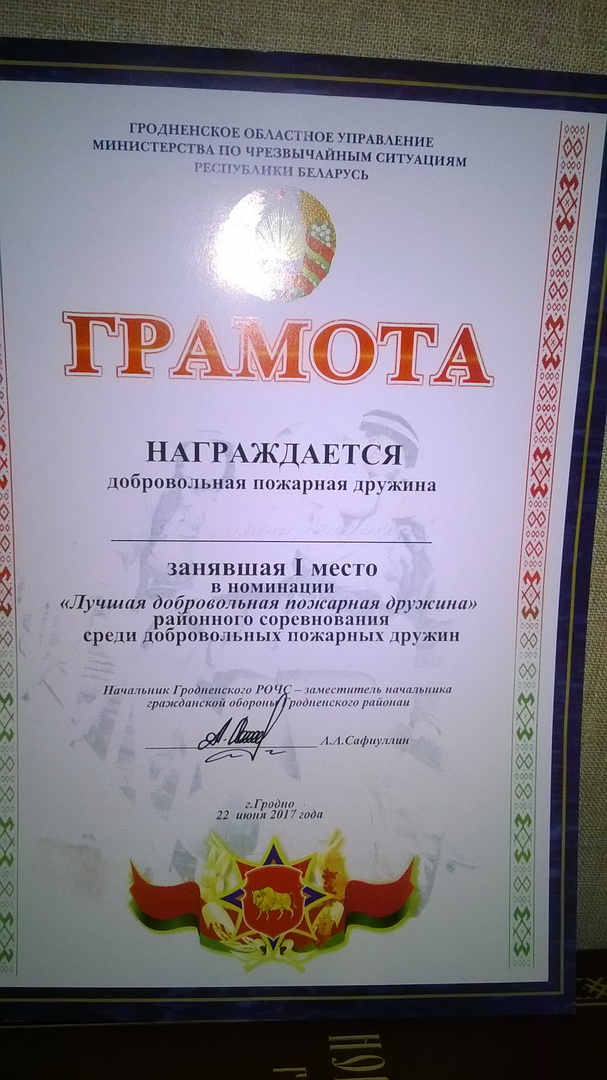 ГРОДНЕНСКОЕ ОБЛАСТНОЕ УПРАВЛЕНИЕ
МИНИСТЕРСТВА ПО ЧРЕЗВЫЧАЙНЫМ СИТУАЦИЯМ
РЕСПУБЛИКИ БЕЛАРУСЬ
ГРАМОТА
НАГРАЖДАЕТСЯ
добровольная пожарная дружина
занявшая I место
в номинации
«Лучшая добровольная пожарная дружина»
районного соревнования
среди добровольных пожарных дружин
Начальник Гродненского РОЧС – заместитель начальника
гражданской обороны Гродненского районаи
А.А.Сафиуллин
г.Гродно
22 июня 2017 года